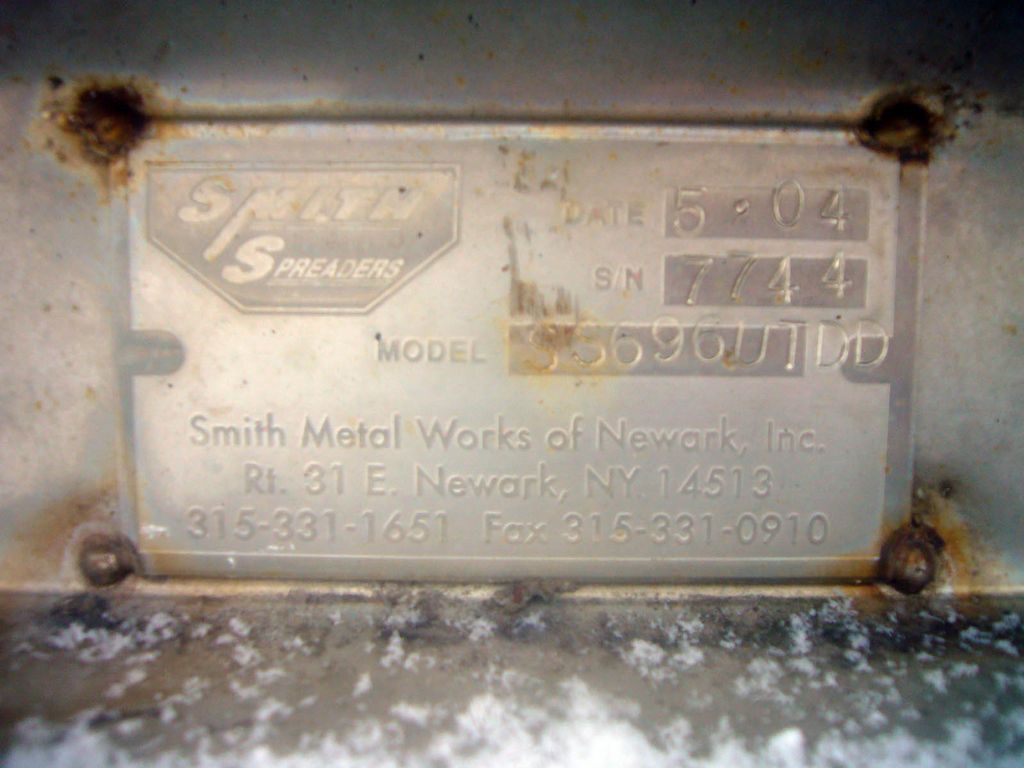 SMITH
SPREADERS
DATE 5.04
S/N 7744
MODEL SS696UTDD
Smith Metal Works of Newark, Inc.
Rt. 31 E. Newark, NY 14513
315-331-1651 Fax 315-331-0910